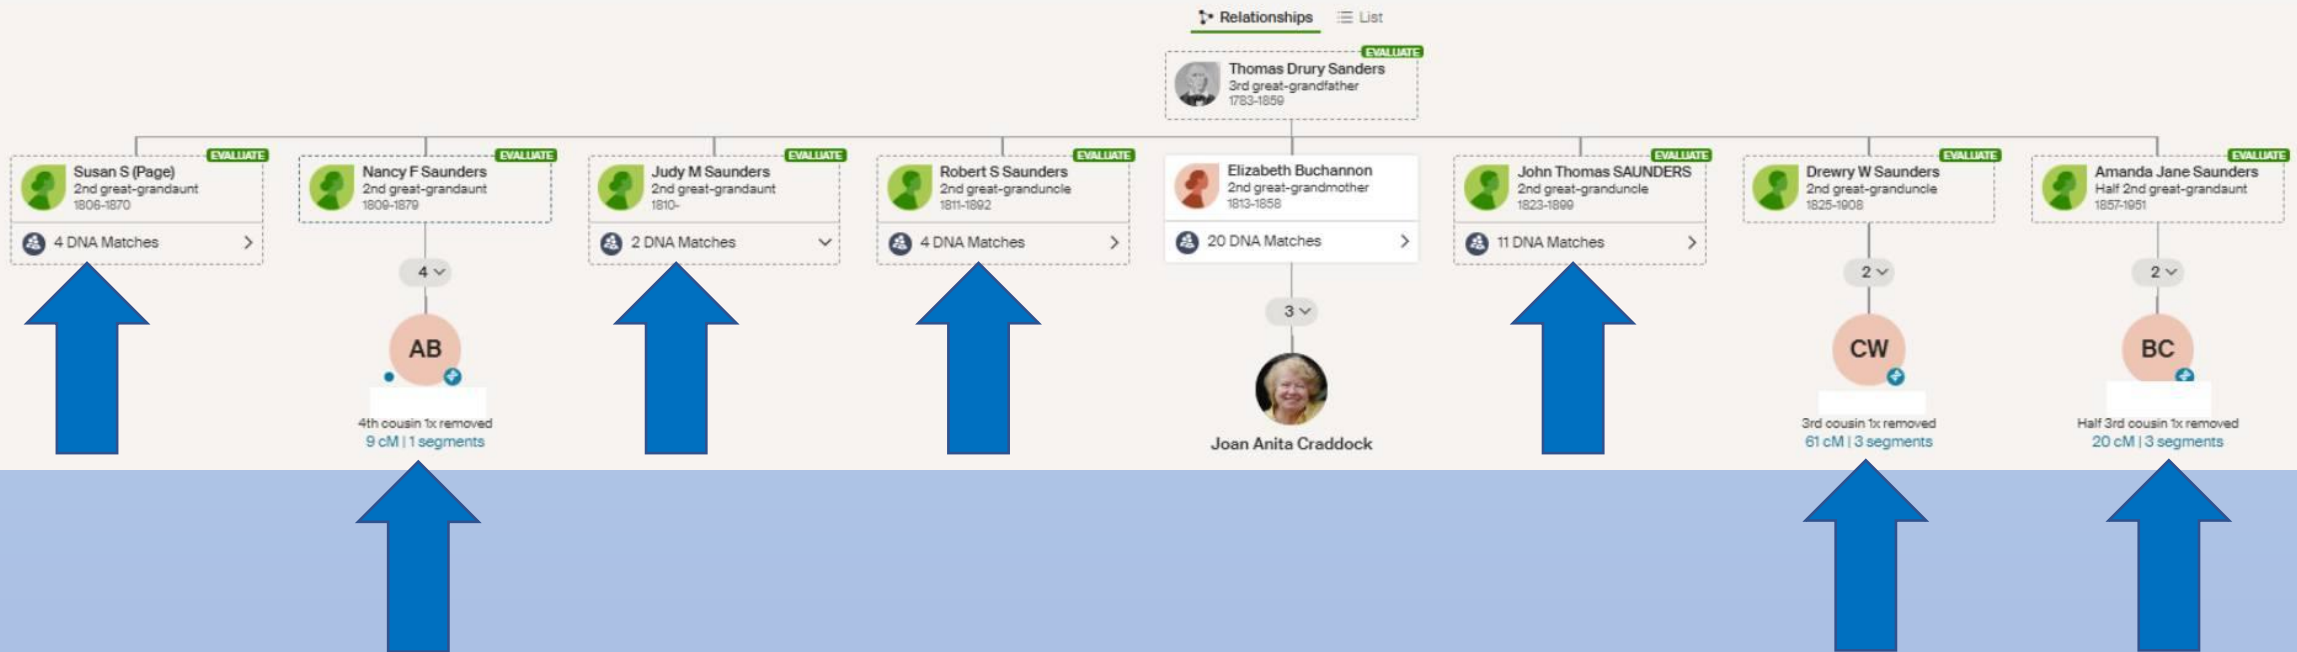 Relationships
List
EVALUATE
Thomas Drury Sanders
3rd great-grandfather
1783-1859
EVALUATE
Susan S (Page)
2nd great-grandaunt
1806-1870
4 DNA Matches
EVALUATE
Nancy F Saunders
2nd great-grandaunt
1809-1879
4
AB
4th cousin 1x removed
9 cM | 1 segments
EVALUATE
Judy M Saunders
2nd great-grandaunt
1810-
2 DNA Matches
EVALUATE
Robert S Saunders
2nd great-granduncle
1811-1892
4 DNA Matches
Elizabeth Buchannon
2nd great-grandmother
1813-1858
20 DNA Matches
3
Joan Anita Craddock
EVALUATE
John Thomas SAUNDERS
2nd great-granduncle
1823-1899
11 DNA Matches
EVALUATE
Drewry W Saunders
2nd great-granduncle
1825-1908
2
CW
3rd cousin 1x removed
61 cM | 3 segments
EVALUATE
Amanda Jane Saunders
Half 2nd great-grandaunt
1857-1951
2
BC
Half 3rd cousin 1x removed
20 cM | 3 segments